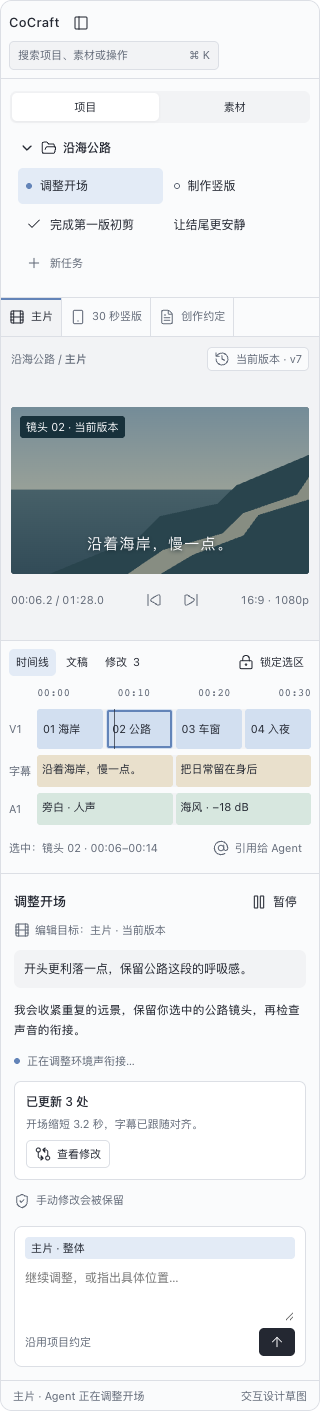 CoCraft
搜索项目、素材或操作 ⌘ K
项目 素材
沿海公路
调整开场 制作竖版
完成第一版初剪 让结尾更安静
新任务
主片 30 秒竖版 创作约定
沿海公路 / 主片 当前版本 · v7
镜头 02 · 当前版本
沿着海岸，慢一点。
00:06.2 / 01:28.0 16:9 · 1080p
时间线 文稿 修改 3 锁定选区
00:00 00:10 00:20 00:30
V1 01 海岸 02 公路 03 车窗 04 入夜
字幕 沿着海岸，慢一点。 把日常留在身后
A1 旁白 · 人声 海风 · −18 dB
选中：镜头 02 · 00:06–00:14 引用给 Agent
调整开场 暂停
编辑目标：主片 · 当前版本
开头更利落一点，保留公路这段的呼吸感。
我会收紧重复的远景，保留你选中的公路镜头，再检查
声音的衔接。
正在调整环境声衔接…
已更新 3 处
开场缩短 3.2 秒，字幕已跟随对齐。
查看修改
手动修改会被保留
主片 · 整体
继续调整，或指出具体位置…
沿用项目约定
主片 · Agent 正在调整开场 交互设计草图